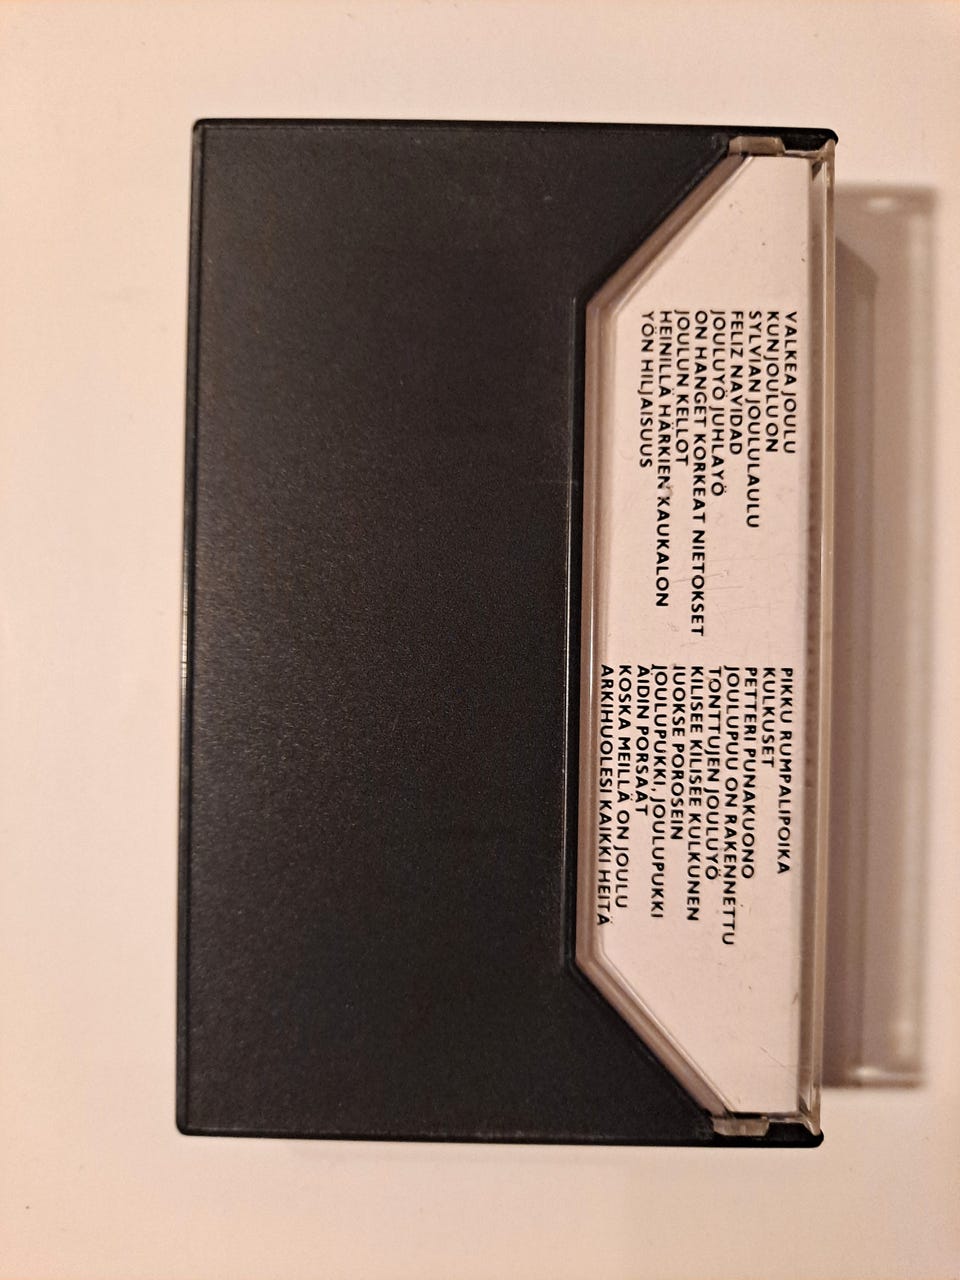 VALKEA JOULU
KUN JOULU ON
SYLVIAN JOULULAULU
FELIZ NAVIDAD
JOULUYÖ JUHLAYÖ
ON HANGET KORKEAT NIETOKSET
JOULUN KELLOT
HEINILLÄ HÄRKIEN KAUKALON
YÖN HILJAISUUS
PIKKU RUMPALIPOIKA
KULKUSET
PETTERI PUNAKUONO
JOULUPUU ON RAKENNETTU
TONTTUJEN JOULUYÖ
KILISEE KILISEE KULKUNEN
JUOKSE POROSEIN
JOULUPUKKI, JOULUPUKKI
ÄIDIN PORSAAT
KOSKA MEILLÄ ON JOULU
ARKIHUOLESI KAIKKI HEITÄ